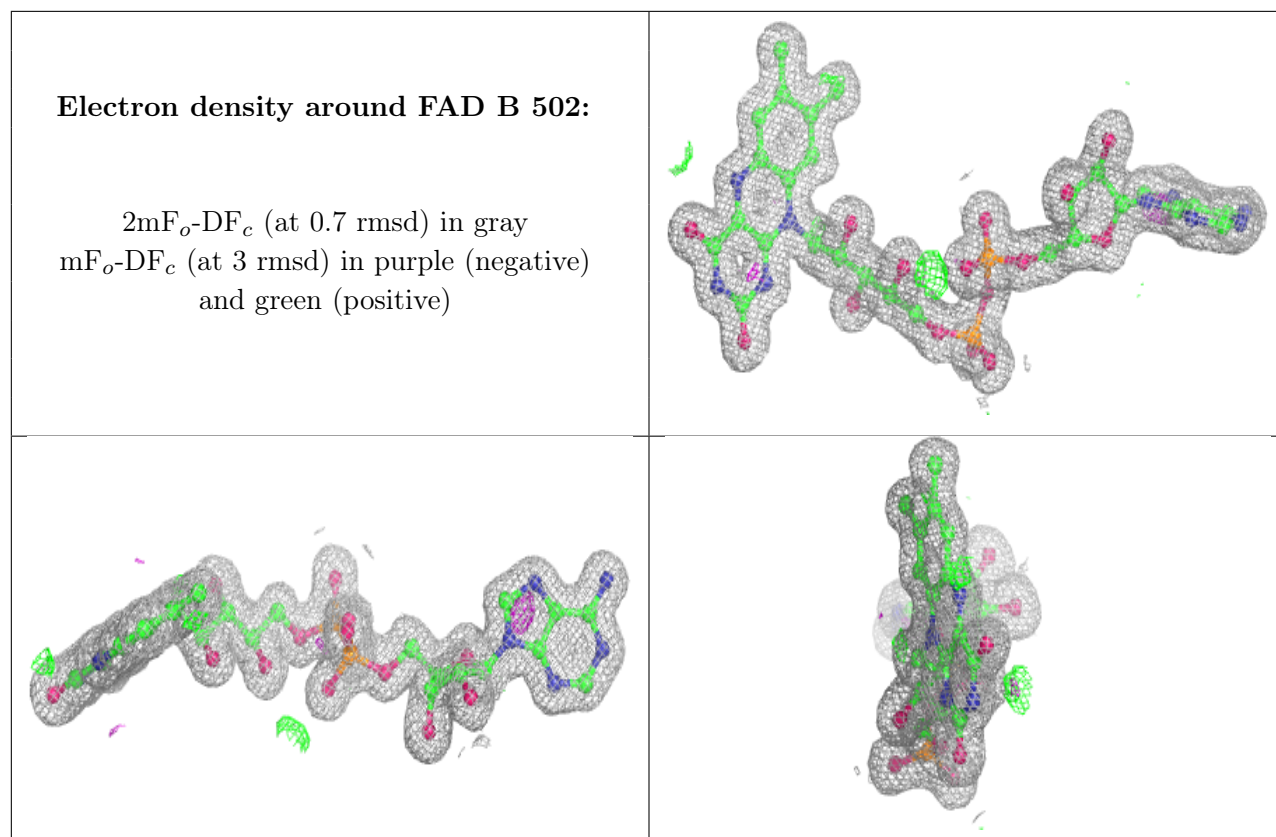 Electron density around FAD B 502:
2mFo-DFc (at 0.7 rmsd) in gray
mFo-DFc (at 3 rmsd) in purple (negative)
and green (positive)